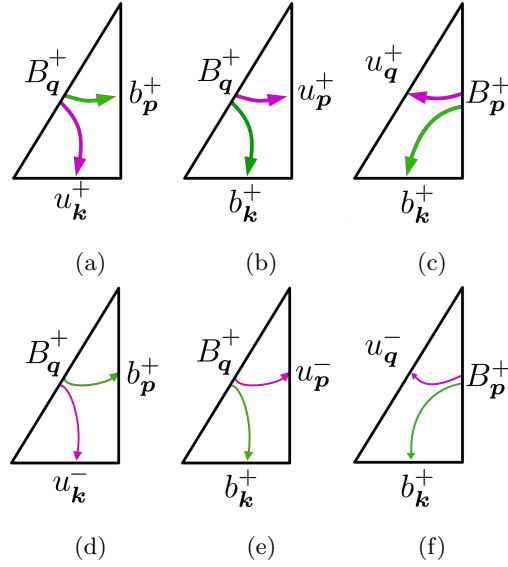 B_q^+ b_p^+ B_q^+ u_p^+ u_q^+ B_p^+
u_k^+ b_k^+ b_k^+
(a) (b) (c)
B_q^+ b_p^+ B_q^+ u_p^- u_q^- B_p^+
u_k^- b_k^+ b_k^+
(d) (e) (f)